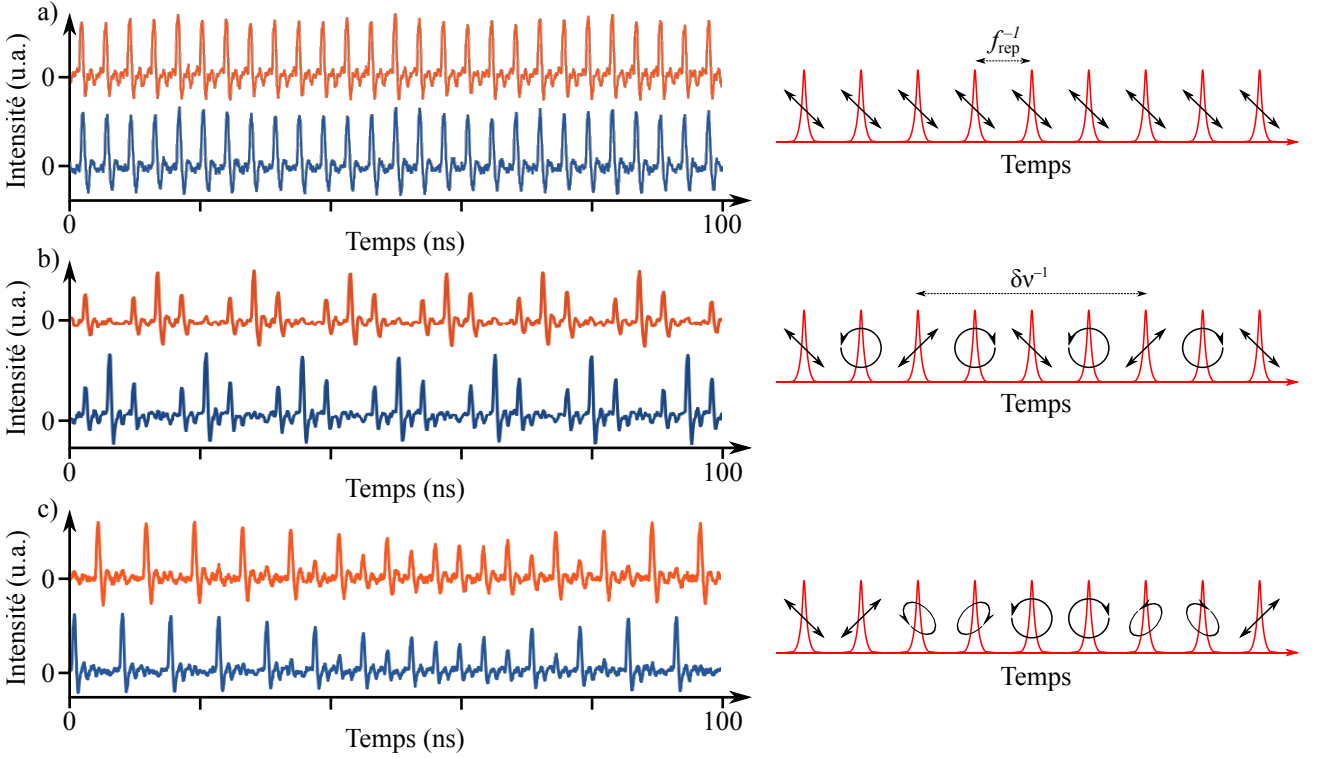 a)
Intensité (u.a.)
0
0
0
100
Temps (ns)
f_rep^-1
Temps
b)
Intensité (u.a.)
0
0
0
100
Temps (ns)
δν^-1
Temps
c)
Intensité (u.a.)
0
0
0
100
Temps (ns)
Temps